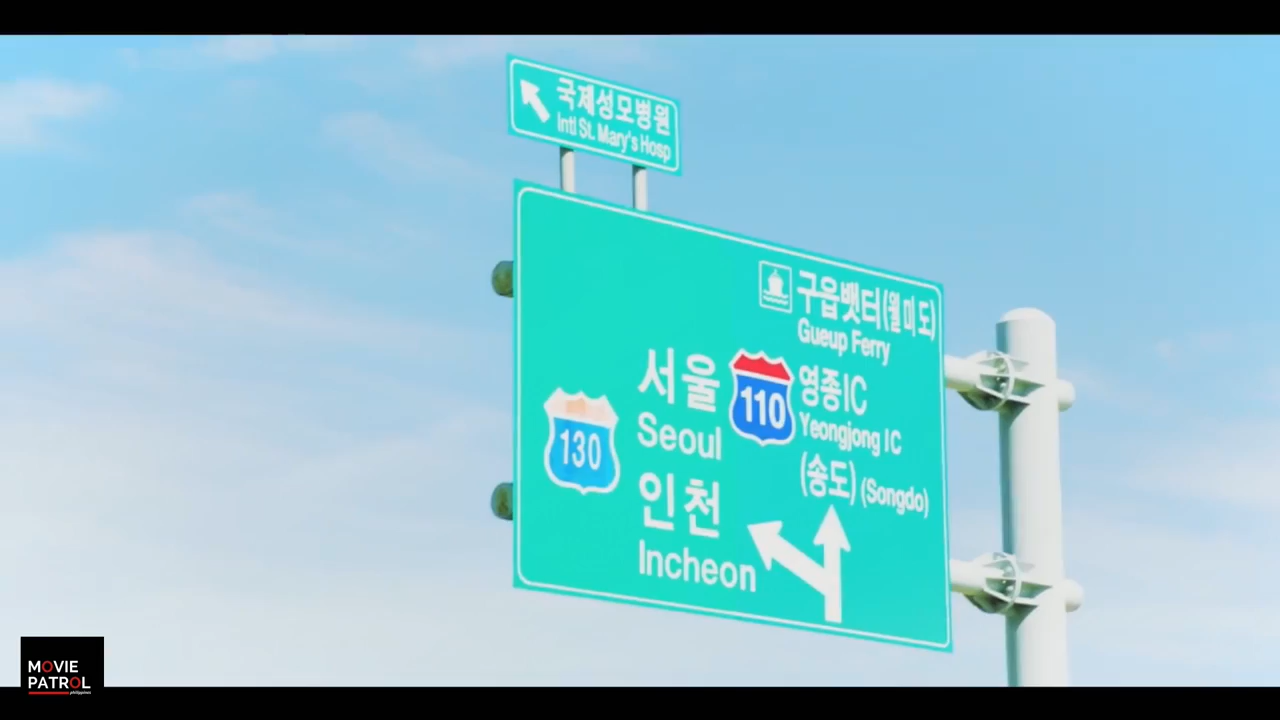 국제성모병원
Intl St. Mary's Hosp
구읍뱃터(월미도)
Gueup Ferry
서울
Seoul
130
인천
Incheon
110
영종IC
Yeongjong IC
(송도) (Songdo)
MOVIE
PATROL
philippines